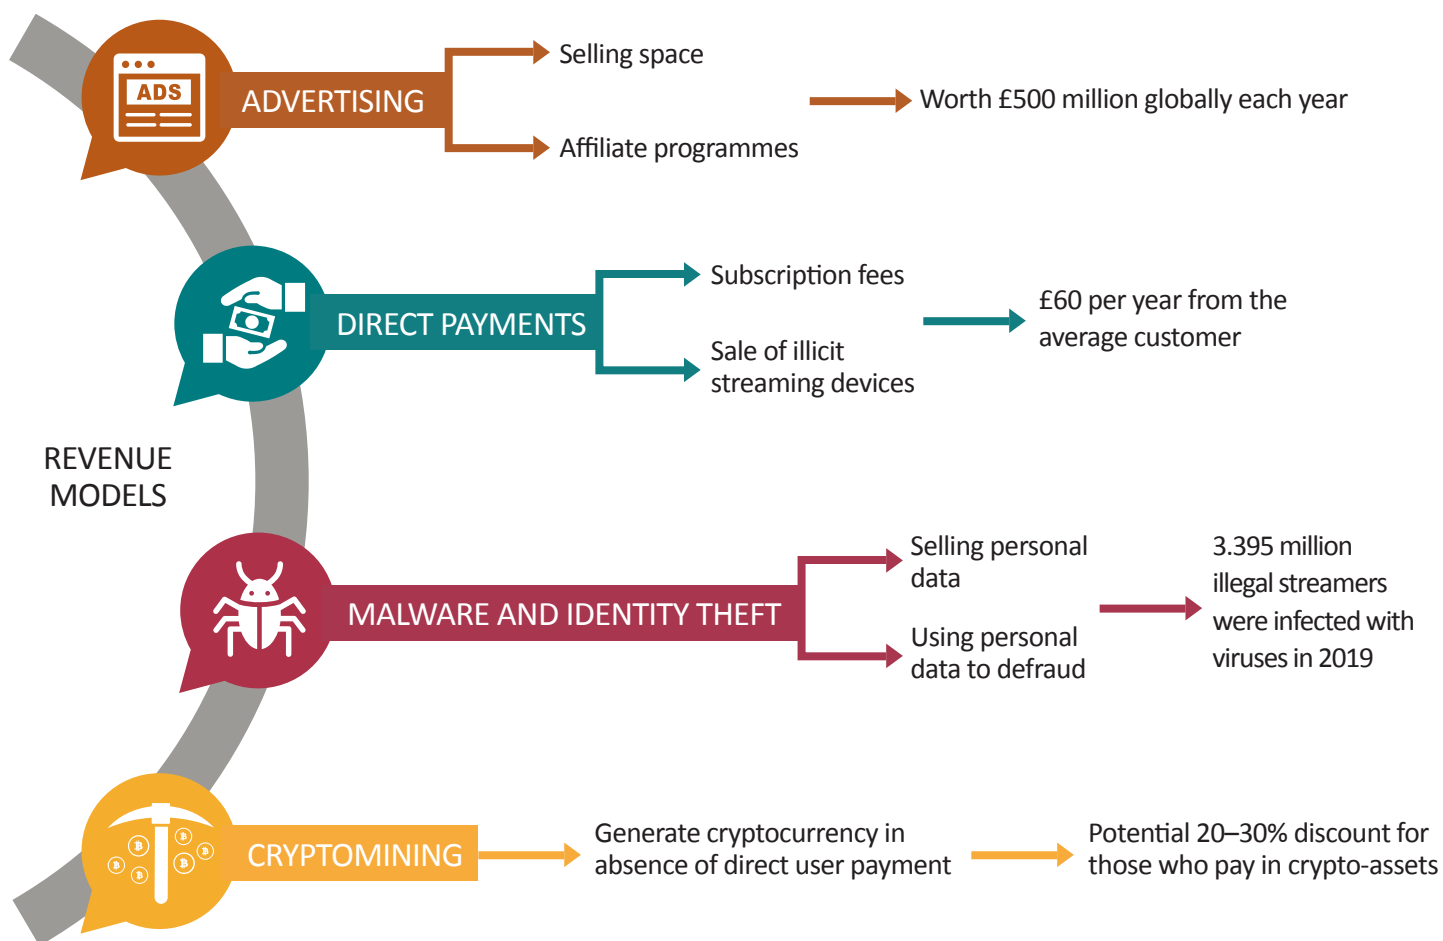 ADS
ADVERTISING
Selling space
Affiliate programmes
Worth £500 million globally each year
DIRECT PAYMENTS
Subscription fees
Sale of illicit
streaming devices
£60 per year from the
average customer
REVENUE
MODELS
MALWARE AND IDENTITY THEFT
Selling personal
data
Using personal
data to defraud
3.395 million
illegal streamers
were infected with
viruses in 2019
CRYPTOMINING
Generate cryptocurrency in
absence of direct user payment
Potential 20–30% discount for
those who pay in crypto-assets